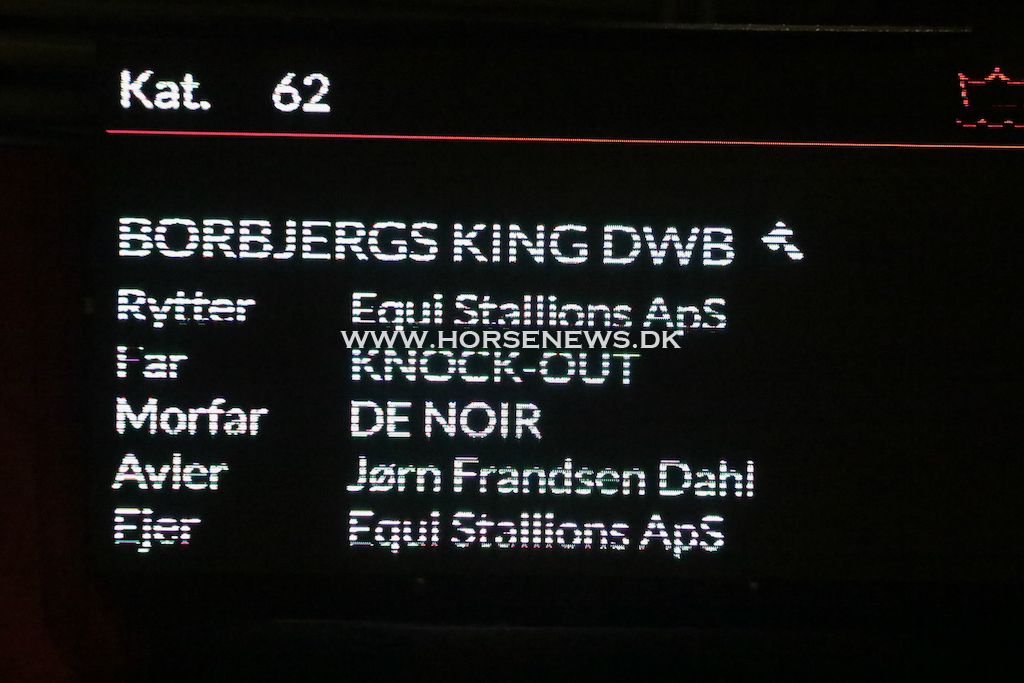 Kat. 62
BORBJERGS KING DWB
Rytter Equi Stallions ApS
WWW.HORSENEWS.DK
Far KNOCK-OUT
Morfar DE NOIR
Avler Jørn Frandsen Dahl
Ejer Equi Stallions ApS